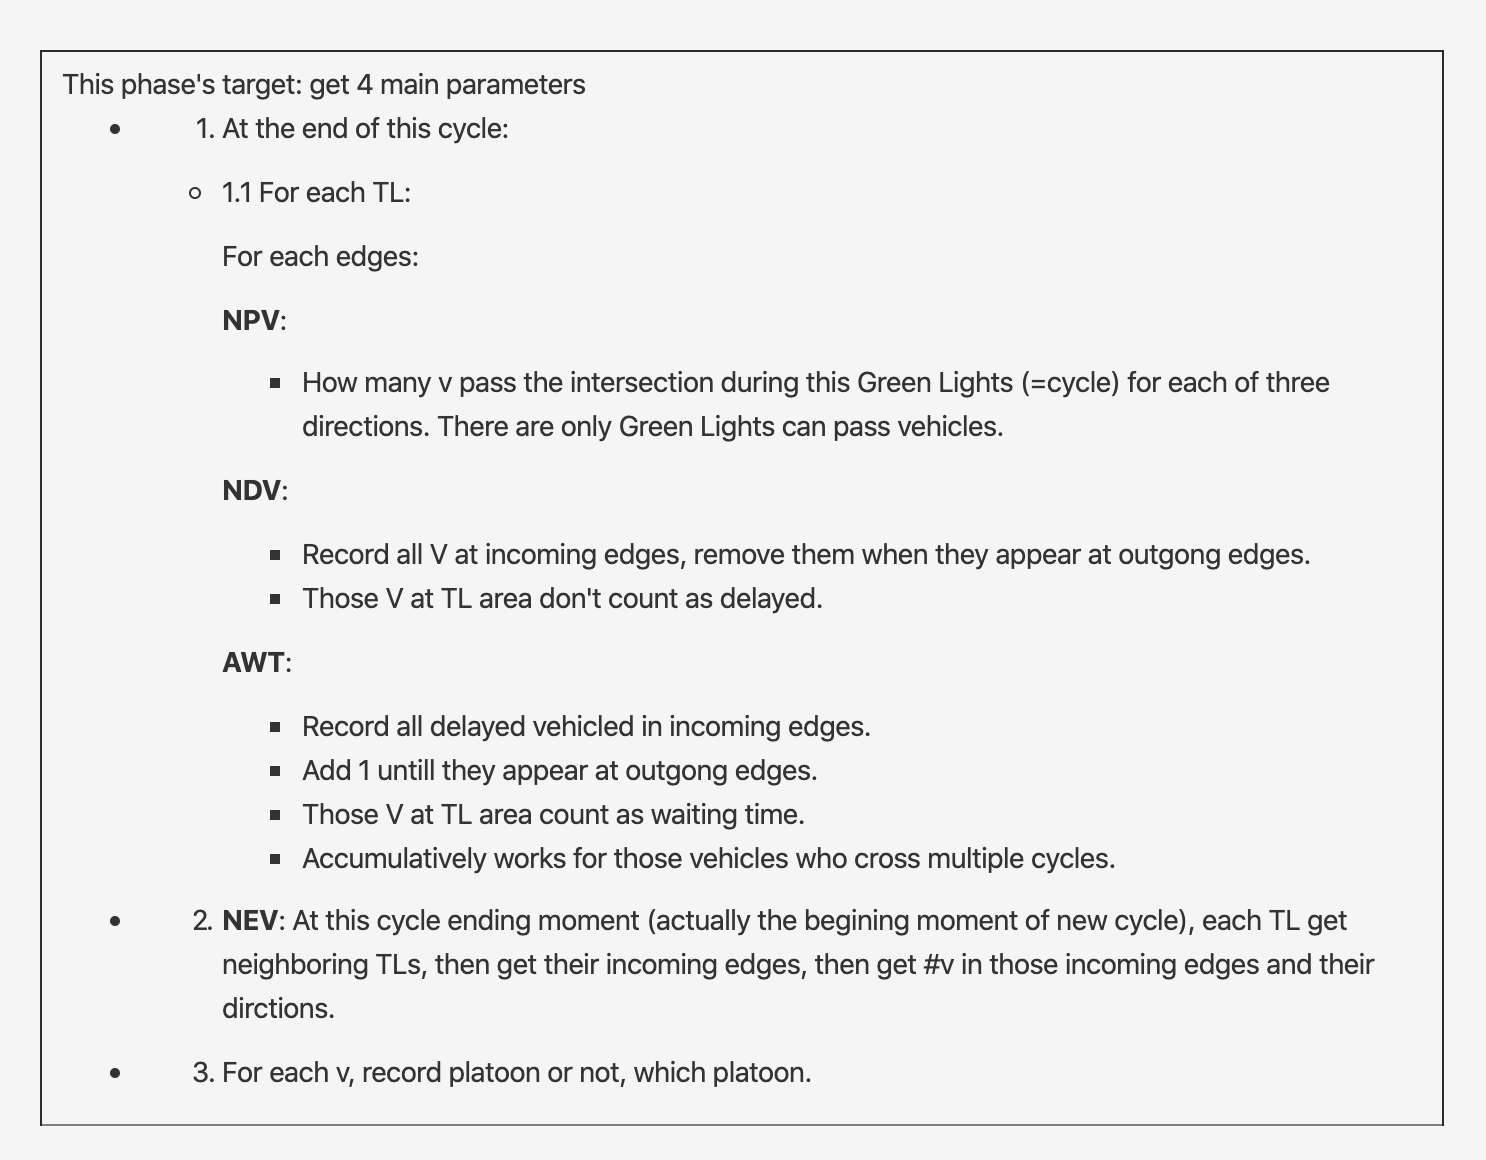 This phase's target: get 4 main parameters
1. At the end of this cycle:
1.1 For each TL:
For each edges:
NPV:
How many v pass the intersection during this Green Lights (=cycle) for each of three
directions. There are only Green Lights can pass vehicles.
NDV:
Record all V at incoming edges, remove them when they appear at outgong edges.
Those V at TL area don't count as delayed.
AWT:
Record all delayed vehicled in incoming edges.
Add 1 untill they appear at outgong edges.
Those V at TL area count as waiting time.
Accumulatively works for those vehicles who cross multiple cycles.
2. NEV: At this cycle ending moment (actually the begining moment of new cycle), each TL get
neighboring TLs, then get their incoming edges, then get #v in those incoming edges and their
dirctions.
3. For each v, record platoon or not, which platoon.